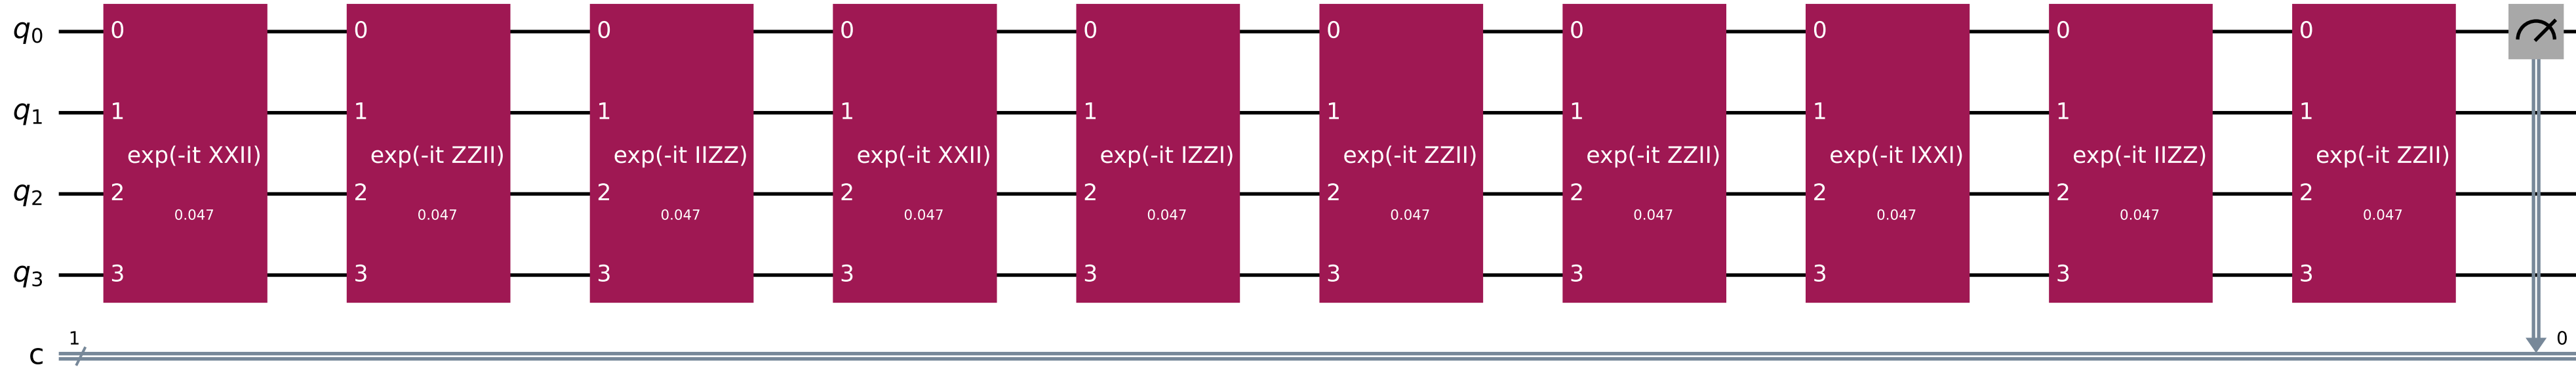 q0 0 0 0 0 0 0 0 0 0 0
q1 1 1 1 1 1 1 1 1 1 1
exp(-it XXII) exp(-it ZZII) exp(-it IIZZ) exp(-it XXII) exp(-it IZZI) exp(-it ZZII) exp(-it ZZII) exp(-it IXXI) exp(-it IIZZ) exp(-it ZZII)
q2 2 2 2 2 2 2 2 2 2 2
0.047 0.047 0.047 0.047 0.047 0.047 0.047 0.047 0.047 0.047
q3 3 3 3 3 3 3 3 3 3 3
1 0
c